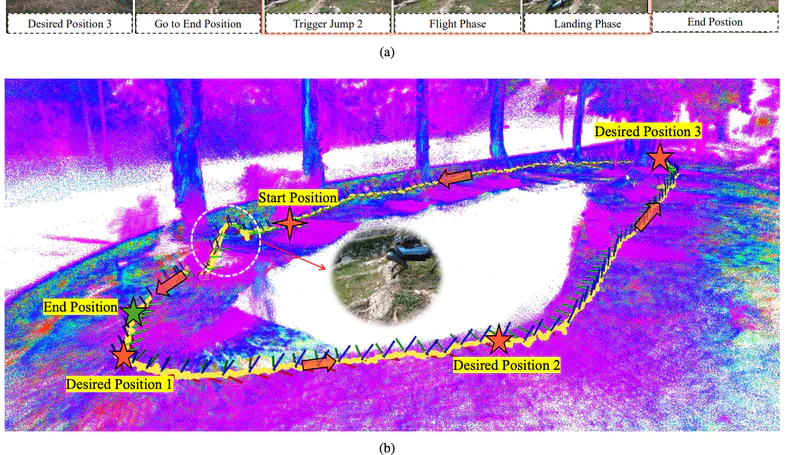 Desired Position 3
Go to End Position
Trigger Jump 2
Flight Phase
Landing Phase
End Postion
(a)
Desired Position 3
Start Position
End Position
Desired Position 1
Desired Position 2
(b)